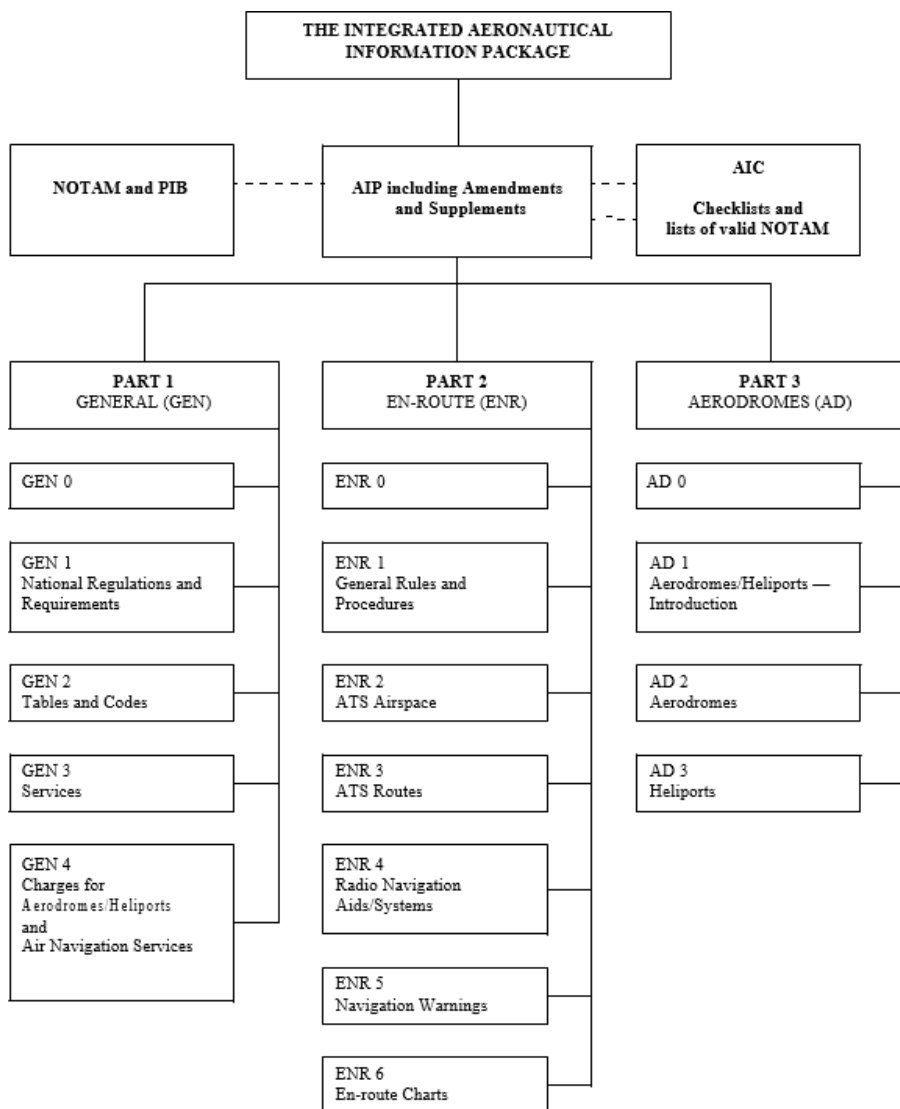 THE INTEGRATED AERONAUTICAL
INFORMATION PACKAGE
NOTAM and PIB
AIP including Amendments
and Supplements
AIC
Checklists and
lists of valid NOTAM
PART 1
GENERAL (GEN)
PART 2
EN-ROUTE (ENR)
PART 3
AERODROMES (AD)
GEN 0
GEN 1
National Regulations and
Requirements
GEN 2
Tables and Codes
GEN 3
Services
GEN 4
Charges for
Aerodromes/Heliports
and
Air Navigation Services
ENR 0
ENR 1
General Rules and
Procedures
ENR 2
ATS Airspace
ENR 3
ATS Routes
ENR 4
Radio Navigation
Aids/Systems
ENR 5
Navigation Warnings
ENR 6
En-route Charts
AD 0
AD 1
Aerodromes/Heliports —
Introduction
AD 2
Aerodromes
AD 3
Heliports